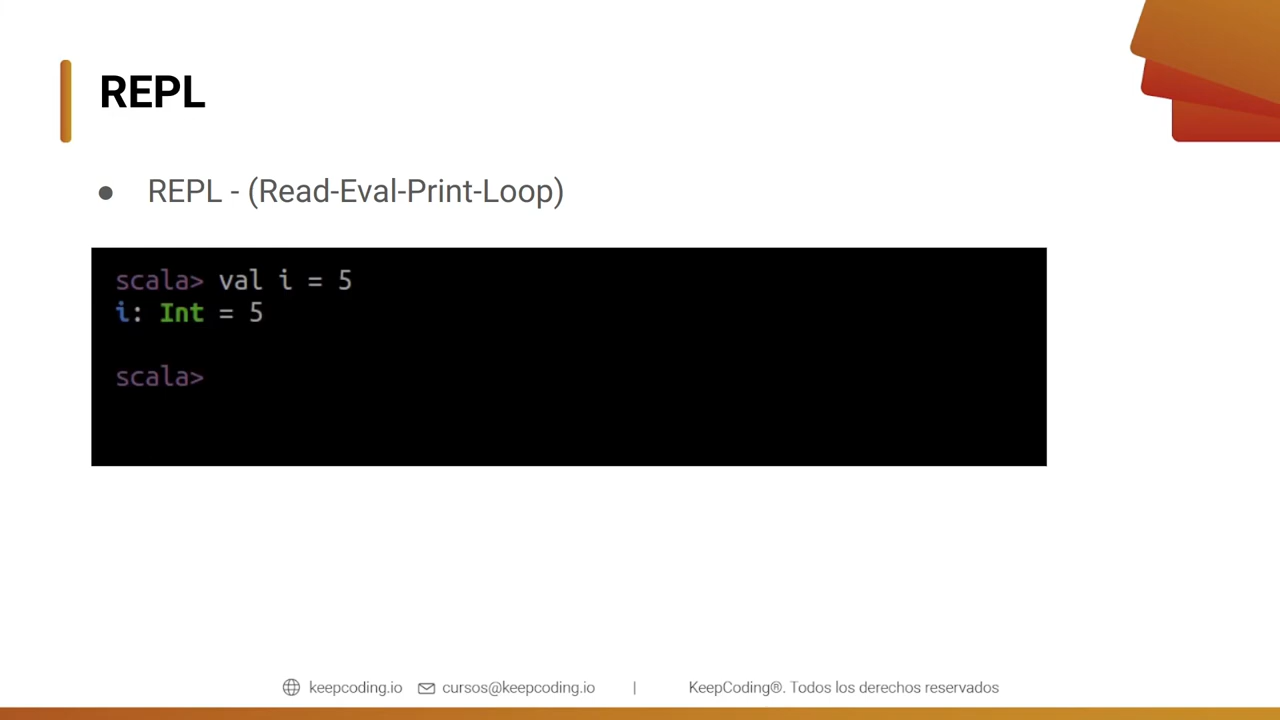 REPL
● REPL - (Read-Eval-Print-Loop)
scala> val i = 5
i: Int = 5
scala>
keepcoding.io cursos@keepcoding.io | KeepCoding®. Todos los derechos reservados